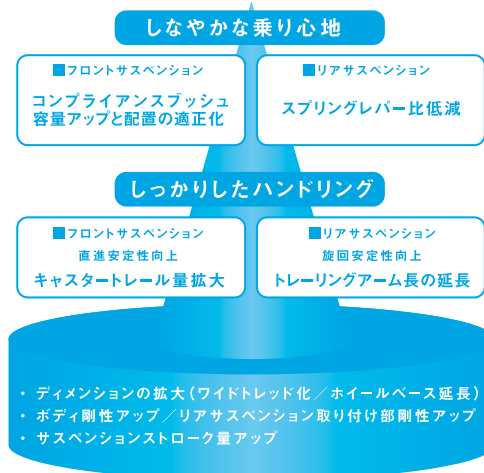 しなやかな乗り心地
■フロントサスペンション
コンプライアンスブッシュ
容量アップと配置の適正化
■リアサスペンション
スプリングレバー比低減
しっかりしたハンドリング
■フロントサスペンション
直進安定性向上
キャスタートレール量拡大
■リアサスペンション
旋回安定性向上
トレーリングアーム長の延長
・ディメンションの拡大(ワイドトレッド化／ホイールベース延長)
・ボディ剛性アップ／リアサスペンション取り付け部剛性アップ
・サスペンションストローク量アップ